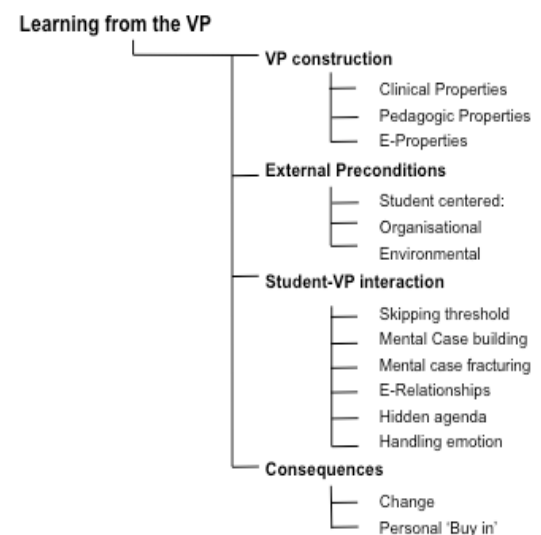 Learning from the VP
VP construction
Clinical Properties
Pedagogic Properties
E-Properties
External Preconditions
Student centered:
Organisational
Environmental
Student-VP interaction
Skipping threshold
Mental Case building
Mental case fracturing
E-Relationships
Hidden agenda
Handling emotion
Consequences
Change
Personal 'Buy in'